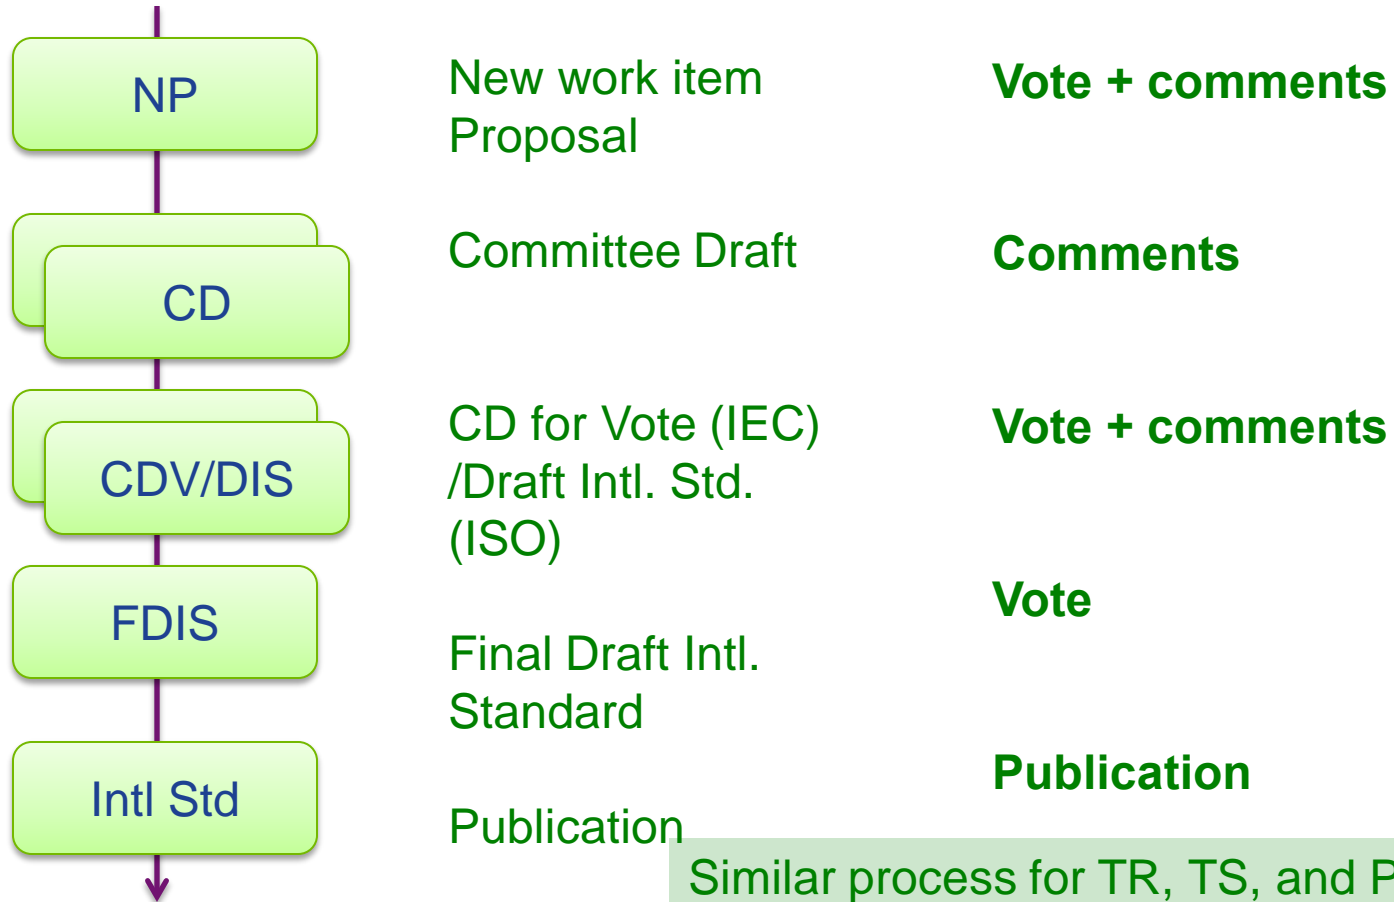 NP
New work item
Proposal
Vote + comments
CD
Committee Draft
Comments
CDV/DIS
CD for Vote (IEC)
/Draft Intl. Std.
(ISO)
Vote + comments
FDIS
Final Draft Intl.
Standard
Vote
Intl Std
Publication
Publication
Similar process for TR, TS, and